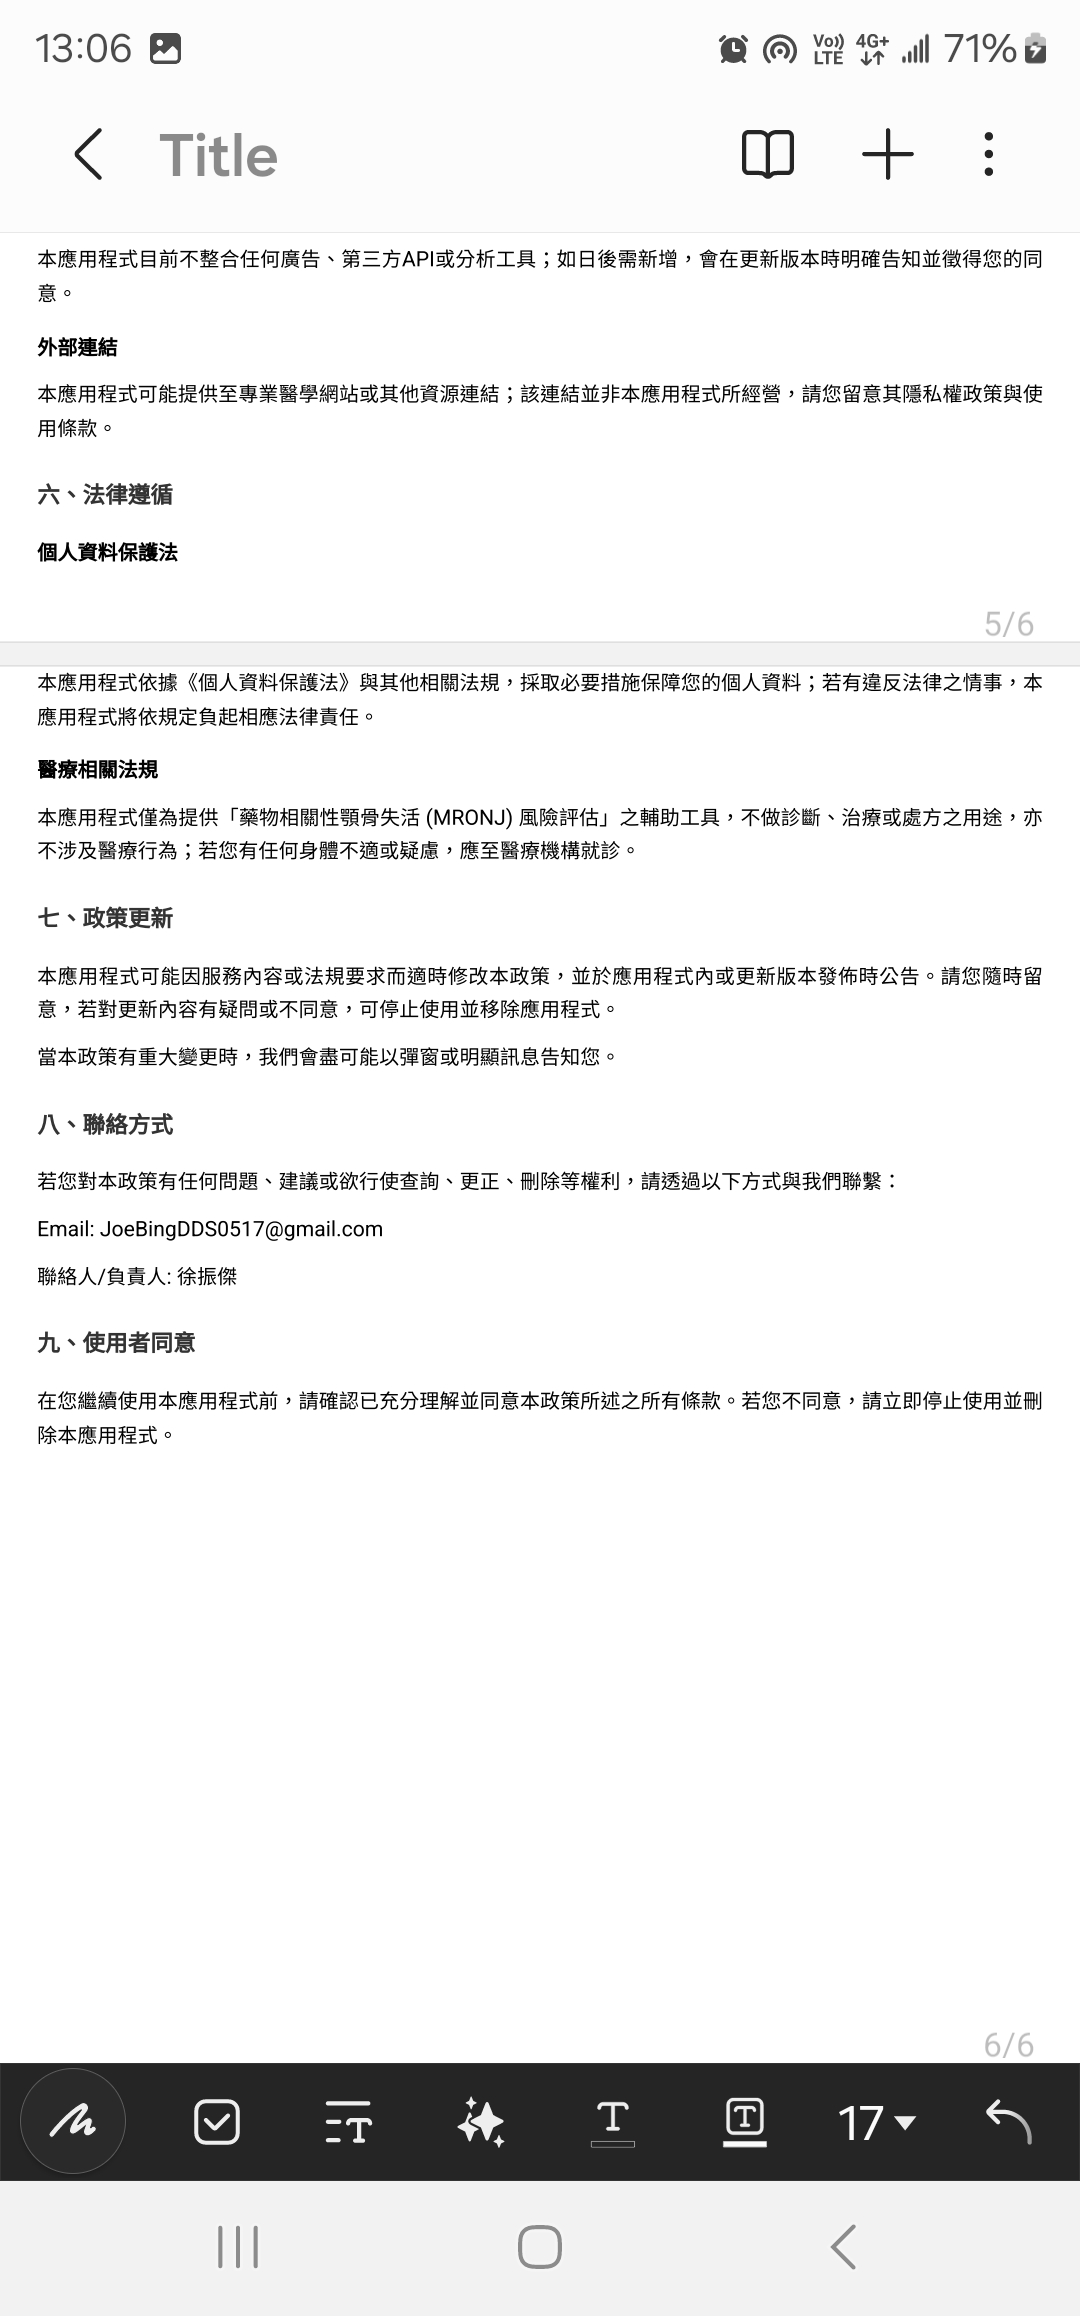 13:06
Vo)) LTE
4G+
71%
Title
本應用程式目前不整合任何廣告、第三方API或分析工具；如日後需新增，會在更新版本時明確告知並徵得您的同
意。
外部連結
本應用程式可能提供至專業醫學網站或其他資源連結；該連結並非本應用程式所經營，請您留意其隱私權政策與使
用條款。
六、法律遵循
個人資料保護法
5/6
本應用程式依據《個人資料保護法》與其他相關法規，採取必要措施保障您的個人資料；若有違反法律之情事，本
應用程式將依規定負起相應法律責任。
醫療相關法規
本應用程式僅為提供「藥物相關性顎骨失活 (MRONJ) 風險評估」之輔助工具，不做診斷、治療或處方之用途，亦
不涉及醫療行為；若您有任何身體不適或疑慮，應至醫療機構就診。
七、政策更新
本應用程式可能因服務內容或法規要求而適時修改本政策，並於應用程式內或更新版本發佈時公告。請您隨時留
意，若對更新內容有疑問或不同意，可停止使用並移除應用程式。
當本政策有重大變更時，我們會盡可能以彈窗或明顯訊息告知您。
八、聯絡方式
若您對本政策有任何問題、建議或欲行使查詢、更正、刪除等權利，請透過以下方式與我們聯繫：
Email: JoeBingDDS0517@gmail.com
聯絡人/負責人: 徐振傑
九、使用者同意
在您繼續使用本應用程式前，請確認已充分理解並同意本政策所述之所有條款。若您不同意，請立即停止使用並刪
除本應用程式。
6/6
17